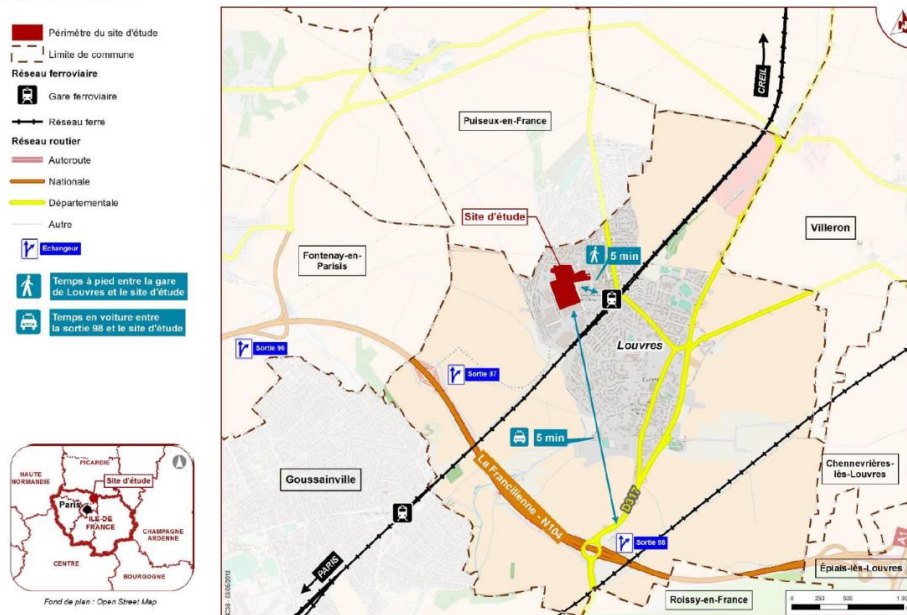 Périmètre du site d'étude
Limite de commune
Réseau ferroviaire
Gare ferroviaire
Réseau ferré
Réseau routier
Autoroute
Nationale
Départementale
Autre
Echangeur
Temps à pied entre la gare
de Louvres et le site d'étude
Temps en voiture entre
la sortie 98 et le site d'étude
PICARDIE
HAUTE
NORMANDIE
Site d'étude
Paris
ILE-DE
FRANCE
CHAMPAGNE
ARDENNE
CENTRE
BOURGOGNE
Fond de plan : Open Street Map
CREIL
Puiseux-en-France
Site d'étude
Villeron
5 min
Fontenay-en-
Parisis
Louvres
Sortie 96
Sortie 97
5 min
Goussainville
La Francilienne - N104
D317
Chennevrières-
lès-Louvres
Sortie 98
A1
Épiais-lès-Louvres
PARIS
Roissy-en-France
0
250
500